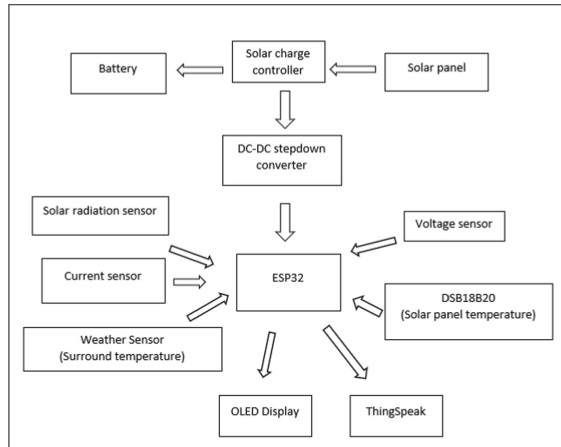 Battery
Solar charge
controller
Solar panel
DC-DC stepdown
converter
Solar radiation sensor
Voltage sensor
Current sensor
ESP32
DSB18B20
(Solar panel temperature)
Weather Sensor
(Surround temperature)
OLED Display
ThingSpeak